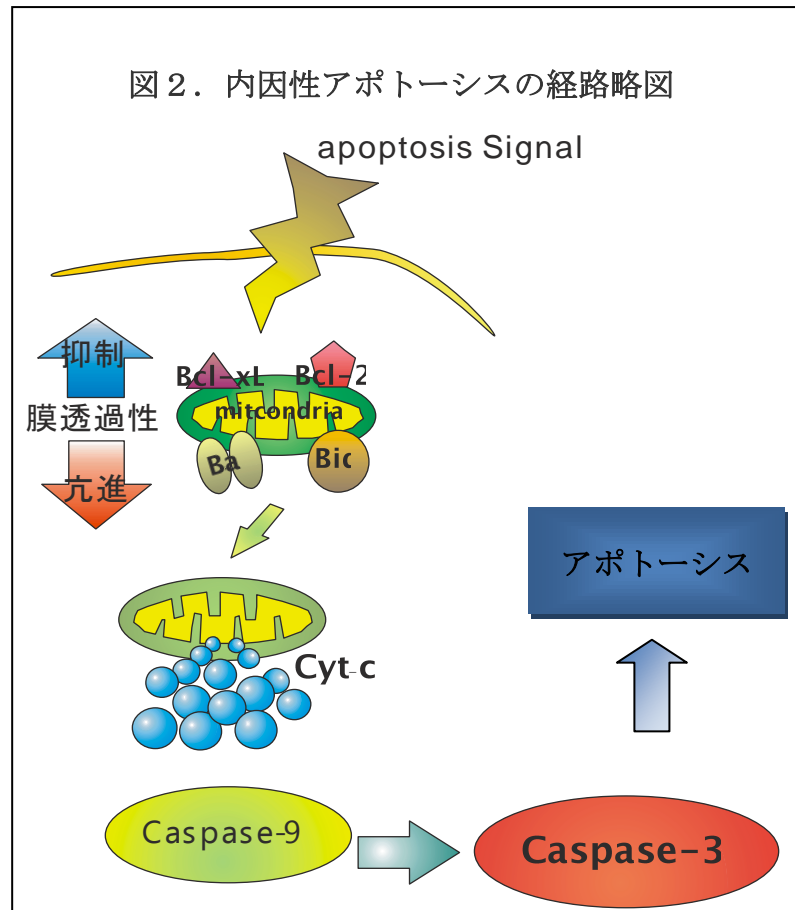 図２．内因性アポトーシスの経路略図
apoptosis Signal
抑制
膜透過性
亢進
Bcl-xL
Bcl-2
mitcondria
Ba
Bic
Cyt-c
アポトーシス
Caspase-9
Caspase-3